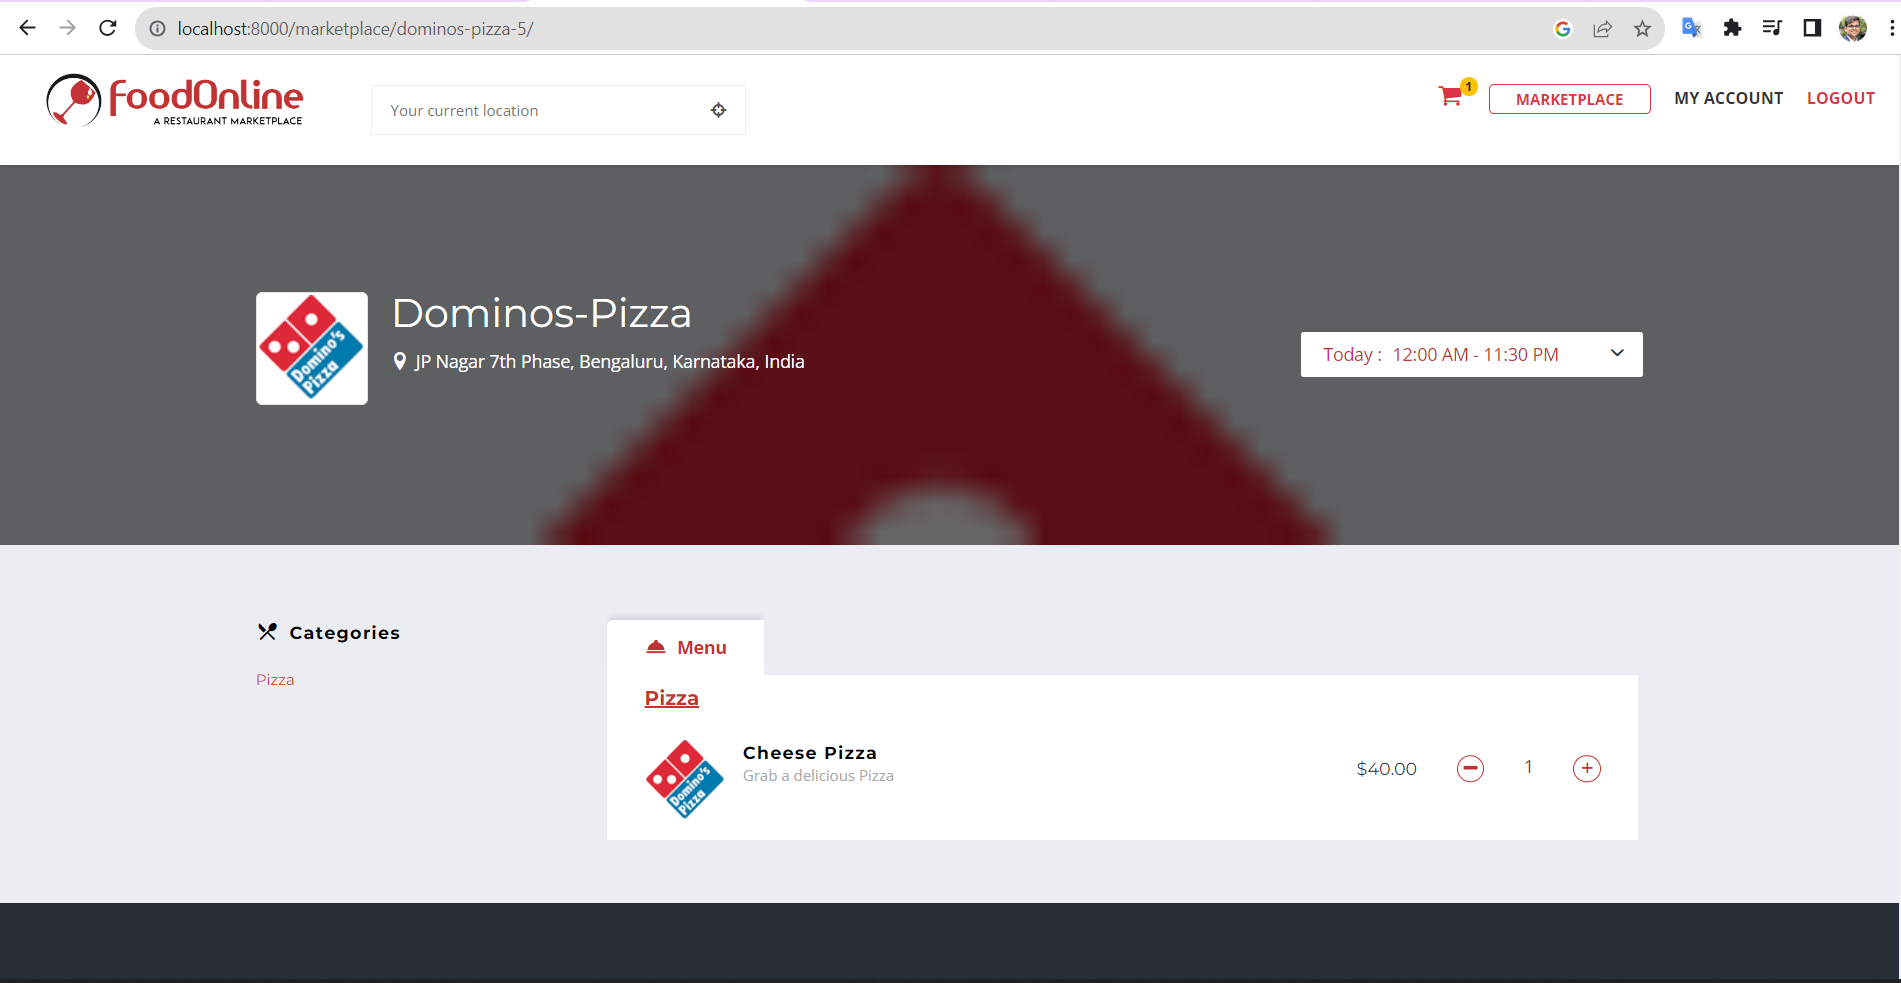 localhost:8000/marketplace/dominos-pizza-5/
FoodOnline
A RESTAURANT MARKETPLACE
Your current location
1
MARKETPLACE
MY ACCOUNT
LOGOUT
Domino's
Pizza
Dominos-Pizza
JP Nagar 7th Phase, Bengaluru, Karnataka, India
Today : 12:00 AM - 11:30 PM
Categories
Pizza
Menu
Pizza
Domino's
Pizza
Cheese Pizza
Grab a delicious Pizza
$40.00
1